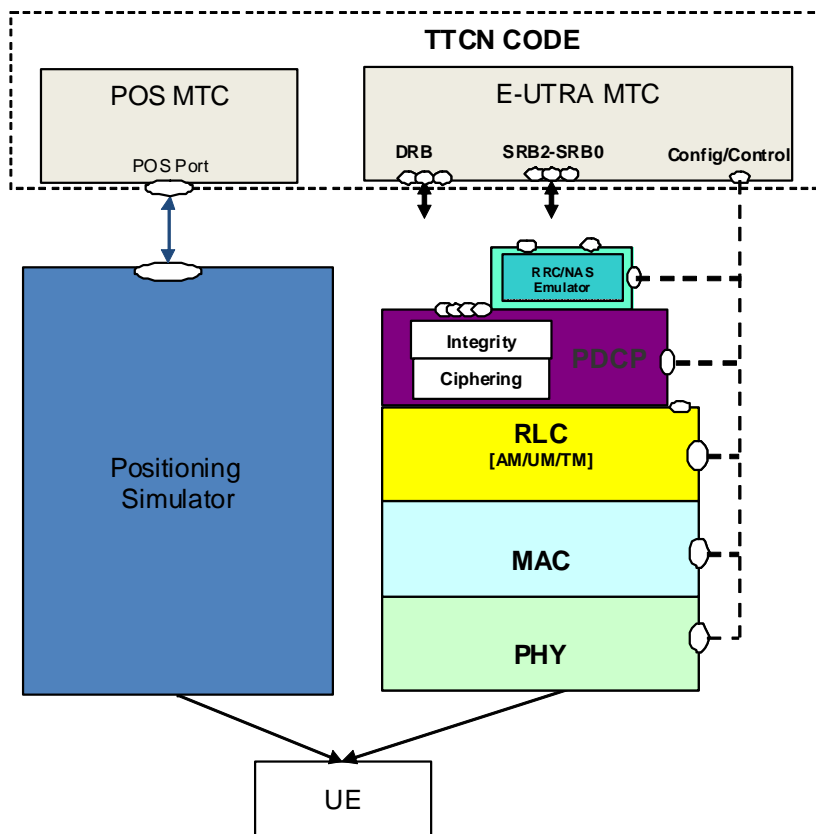 TTCN CODE
POS MTC
E-UTRA MTC
POS Port
DRB
SRB2-SRB0
Config/Control
RRC/NAS
Emulator
Integrity
PDCP
Ciphering
RLC
[AM/UM/TM]
Positioning
Simulator
MAC
PHY
UE